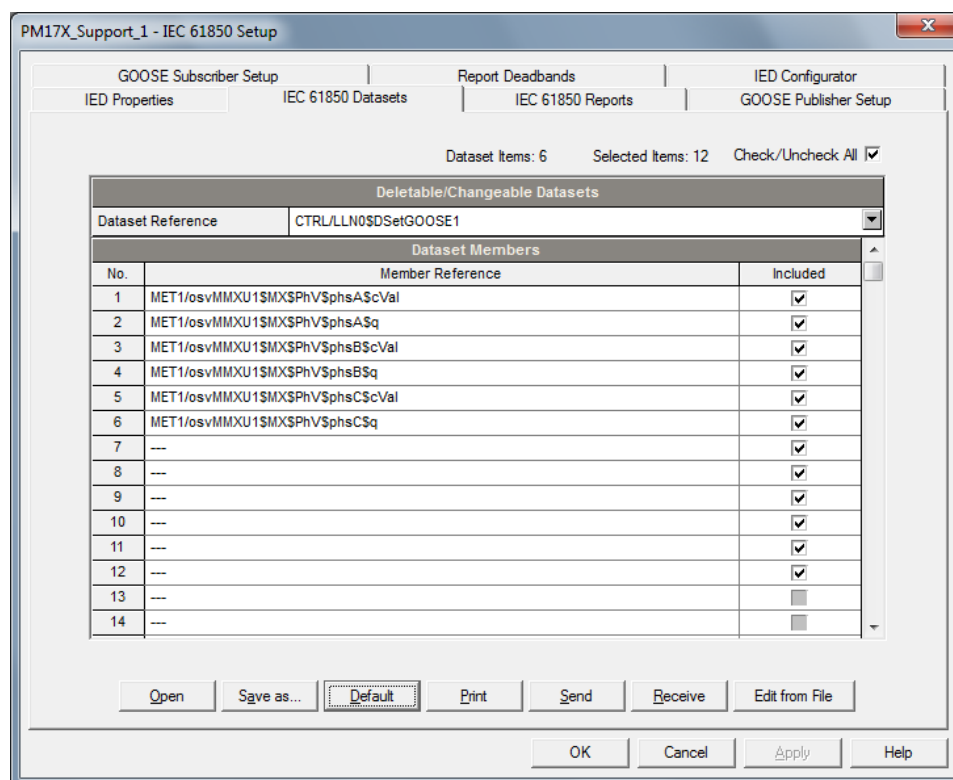 PM17X_Support_1 - IEC 61850 Setup
GOOSE Subscriber Setup Report Deadbands IED Configurator
IED Properties IEC 61850 Datasets IEC 61850 Reports GOOSE Publisher Setup
Dataset Items: 6 Selected Items: 12 Check/Uncheck All
Deletable/Changeable Datasets
Dataset Reference CTRL/LLN0$DSetGOOSE1
Dataset Members
No. Member Reference Included
1 MET1/osvMMXU1$MX$PhV$phsA$cVal
2 MET1/osvMMXU1$MX$PhV$phsA$q
3 MET1/osvMMXU1$MX$PhV$phsB$cVal
4 MET1/osvMMXU1$MX$PhV$phsB$q
5 MET1/osvMMXU1$MX$PhV$phsC$cVal
6 MET1/osvMMXU1$MX$PhV$phsC$q
7 ---
8 ---
9 ---
10 ---
11 ---
12 ---
13 ---
14 ---
Open Save as... Default Print Send Receive Edit from File
OK Cancel Apply Help